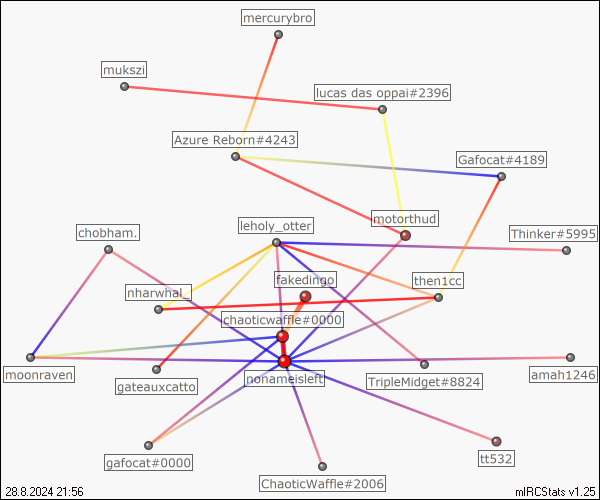 mercurybro
mukszi
lucas das oppai#2396
Azure Reborn#4243
Gafocat#4189
motorthud
leholy_otter
chobham.
Thinker#5995
fakedingo
then1cc
nharwhal_
chaoticwaffle#0000
moonraven
nonameisleft
gateauxcatto
TripleMidget#8824
amah1246
gafocat#0000
tt532
ChaoticWaffle#2006
28.8.2024 21:56
mIRCStats v1.25